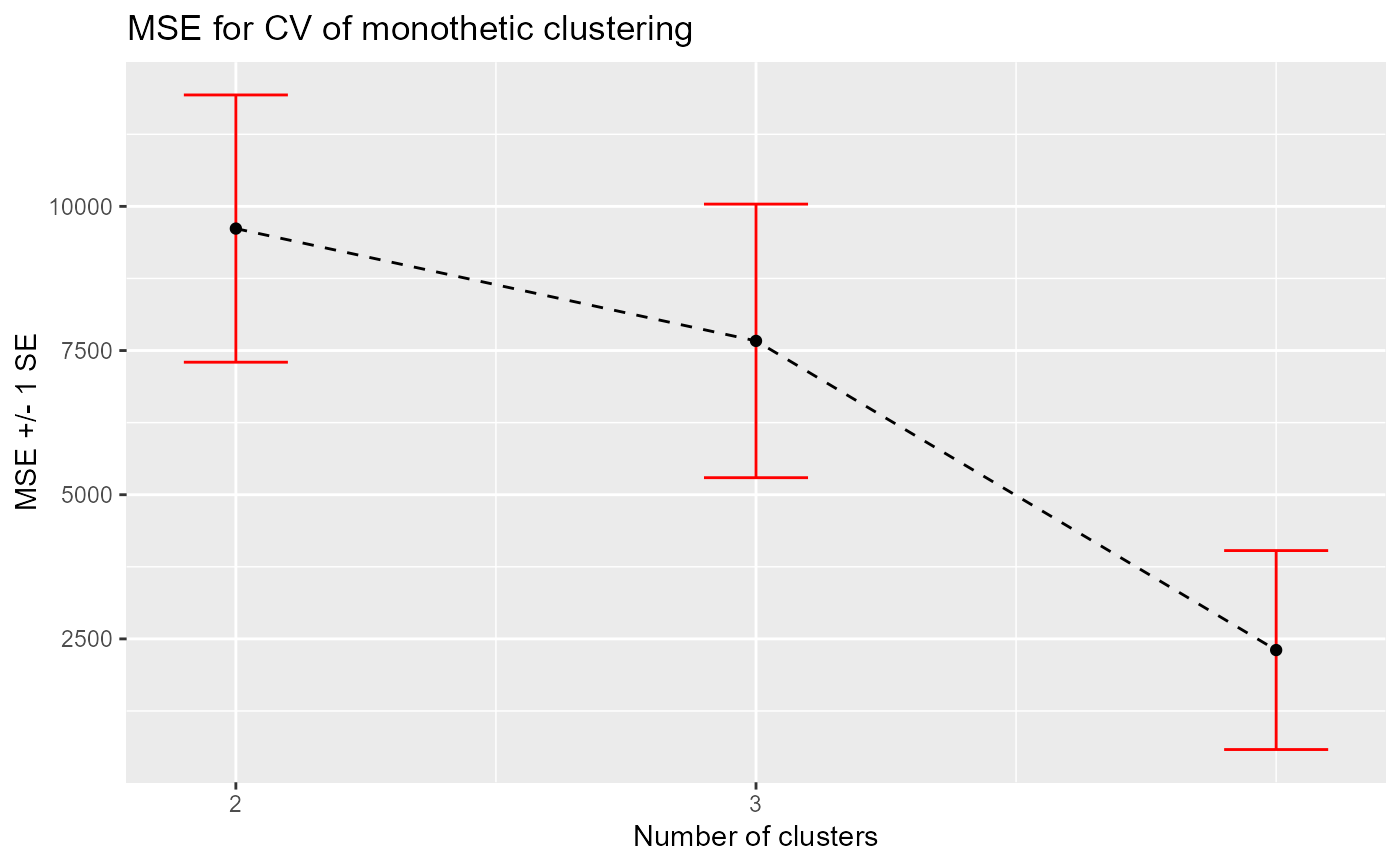 MSE for CV of monothetic clustering
MSE +/- 1 SE
10000
7500
5000
2500
2
3
Number of clusters